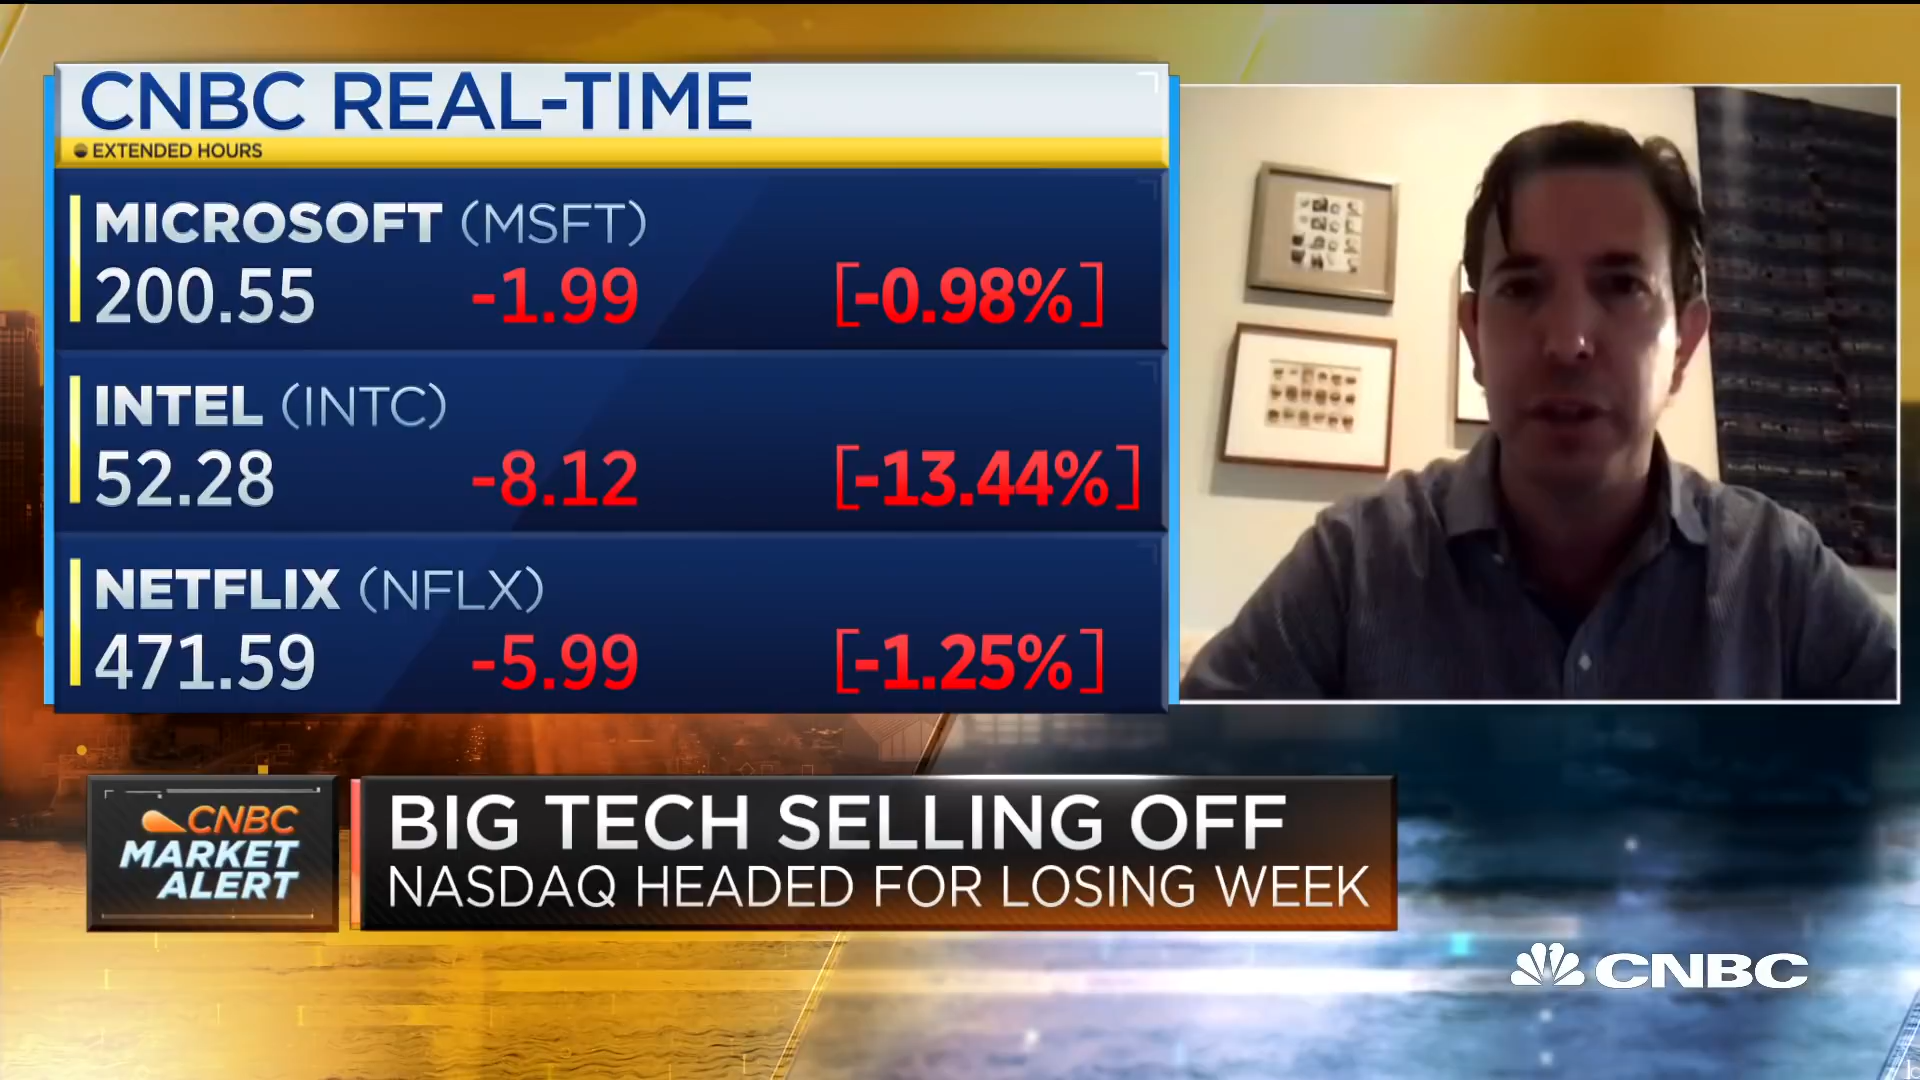 CNBC REAL-TIME
EXTENDED HOURS
MICROSOFT (MSFT)
200.55 -1.99 [-0.98%]
INTEL (INTC)
52.28 -8.12 [-13.44%]
NETFLIX (NFLX)
471.59 -5.99 [-1.25%]
CNBC
MARKET
ALERT
BIG TECH SELLING OFF
NASDAQ HEADED FOR LOSING WEEK
CNBC